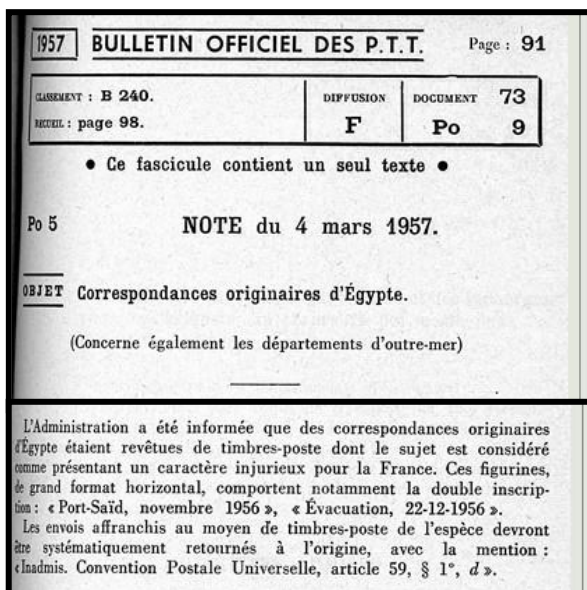 1957 BULLETIN OFFICIEL DES P.T.T. Page : 91
CLASSEMENT : B 240. DIFFUSION DOCUMENT 73
RECUEIL : page 98. F Po 9
• Ce fascicule contient un seul texte •
Po 5 NOTE du 4 mars 1957.
OBJET Correspondances originaires d'Égypte.
(Concerne également les départements d'outre-mer)
L'Administration a été informée que des correspondances originaires
d'Égypte étaient revêtues de timbres-poste dont le sujet est considéré
comme présentant un caractère injurieux pour la France. Ces figurines,
de grand format horizontal, comportent notamment la double inscrip-
tion : « Port-Saïd, novembre 1956 », « Évacuation, 22-12-1956 ».
Les envois affranchis au moyen de timbres-poste de l'espèce devront
être systématiquement retournés à l'origine, avec la mention :
« Inadmis. Convention Postale Universelle, article 59, § 1°, d ».